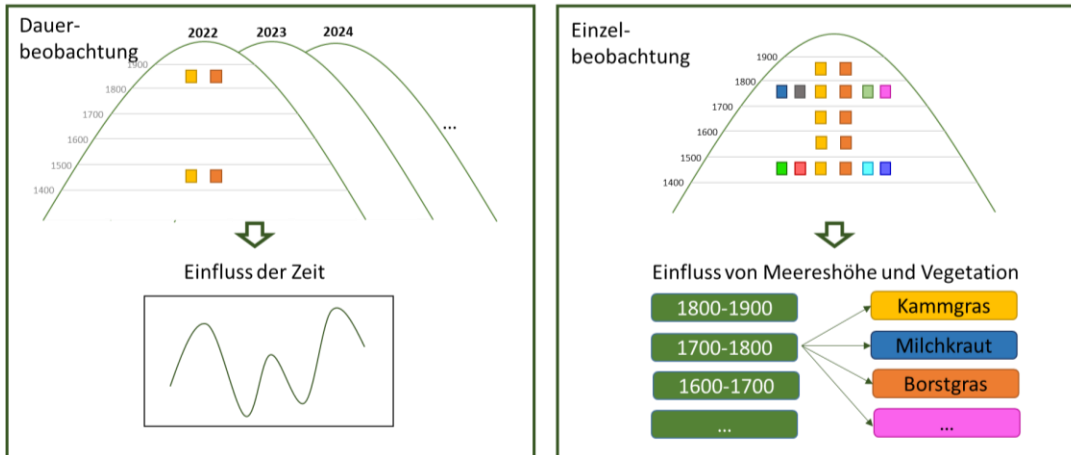 Dauer-
beobachtung
2022
2023
2024
1900
1800
1700
1600
1500
1400
...
Einfluss der Zeit
Einzel-
beobachtung
1900
1800
1700
1600
1500
1400
Einfluss von Meereshöhe und Vegetation
1800-1900
Kammgras
1700-1800
Milchkraut
1600-1700
Borstgras
...
...